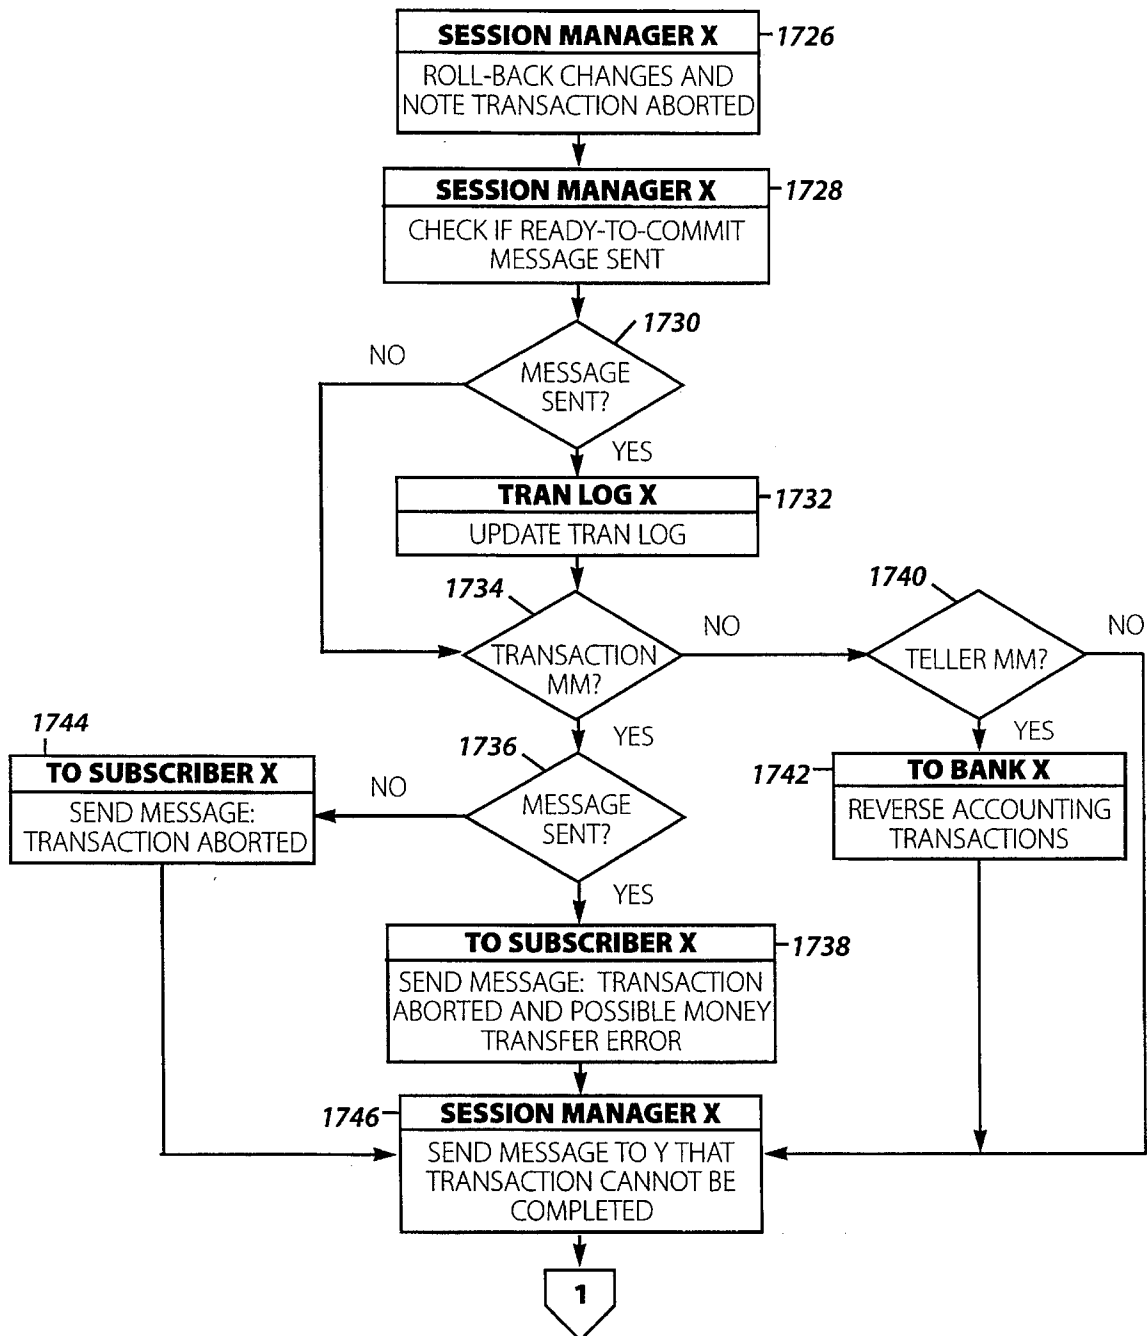 SESSION MANAGER X
1726
ROLL-BACK CHANGES AND
NOTE TRANSACTION ABORTED
SESSION MANAGER X
1728
CHECK IF READY-TO-COMMIT
MESSAGE SENT
1730
NO
MESSAGE
SENT?
YES
TRAN LOG X
1732
UPDATE TRAN LOG
1734
1740
NO
NO
TRANSACTION
MM?
TELLER MM?
YES
YES
1744
1736
TO SUBSCRIBER X
NO
1742
TO BANK X
SEND MESSAGE:
TRANSACTION ABORTED
MESSAGE
SENT?
REVERSE ACCOUNTING
TRANSACTIONS
YES
TO SUBSCRIBER X
1738
SEND MESSAGE: TRANSACTION
ABORTED AND POSSIBLE MONEY
TRANSFER ERROR
1746
SESSION MANAGER X
SEND MESSAGE TO Y THAT
TRANSACTION CANNOT BE
COMPLETED
1